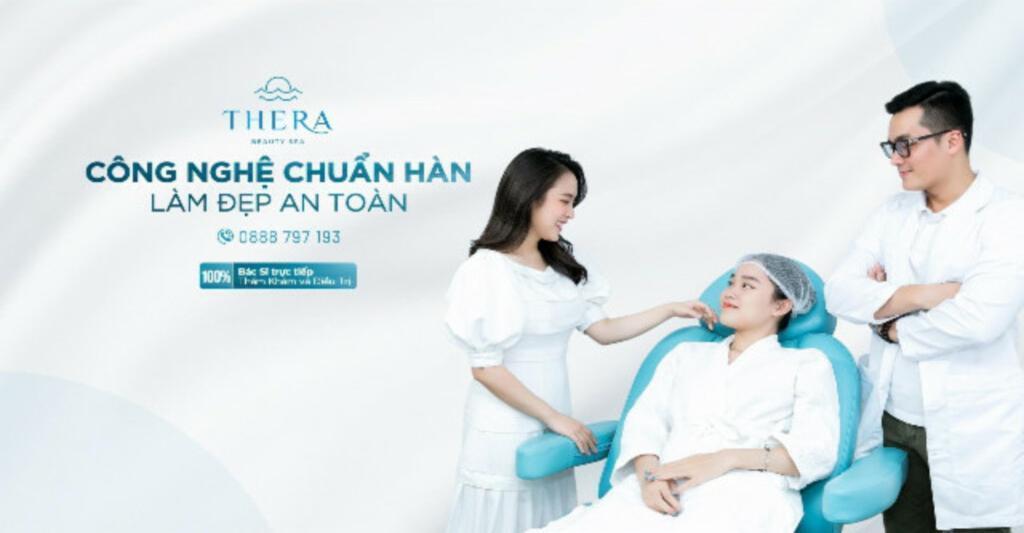 THERA
BEAUTY SPA
CÔNG NGHỆ CHUẨN HÀN
LÀM ĐẸP AN TOÀN
0888 797 193
100% Bác Sĩ trực tiếp
Thăm Khám và Điều Trị